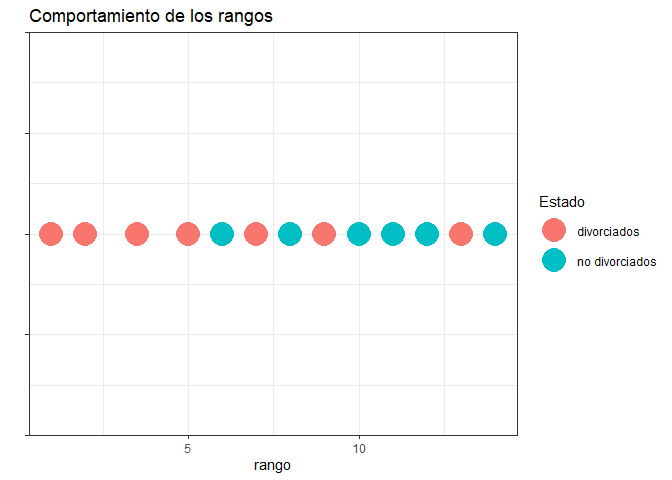 Comportamiento de los rangos
Estado
divorciados
no divorciados
5
10
rango